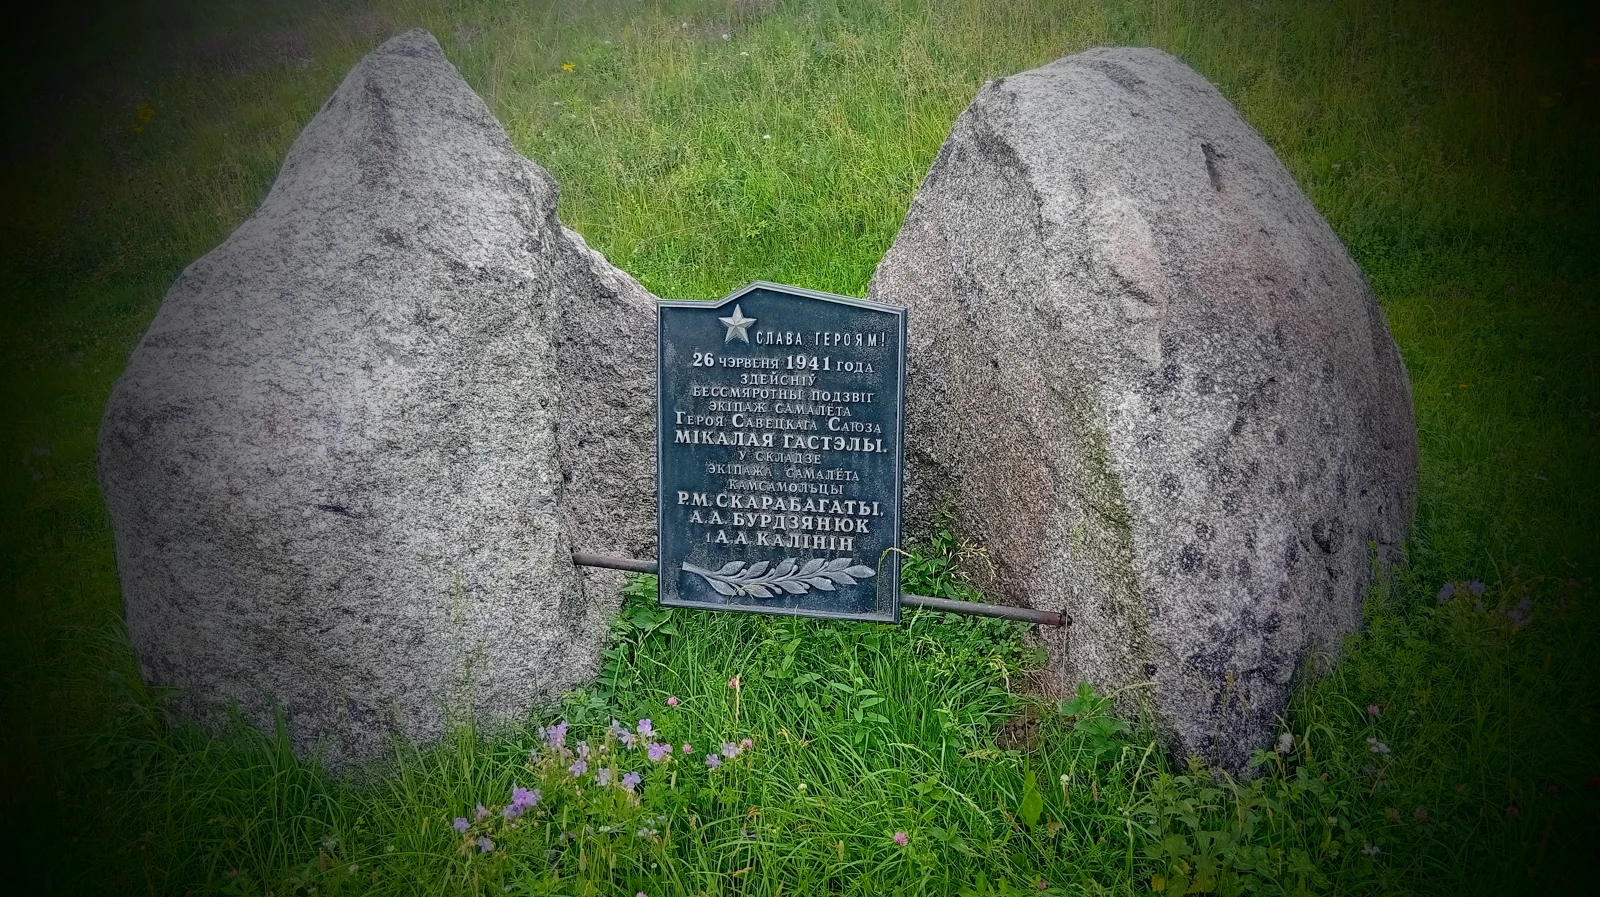 СЛАВА ГЕРОЯМ!
26 ЧЭРВЕНЯ 1941 ГОДА
ЗДЕЙСНІЎ
БЕССМЯРОТНЫ ПОДЗВІГ
ЭКІПАЖ САМАЛЁТА
ГЕРОЯ САВЕЦКАГА САЮЗА
МІКАЛАЯ ГАСТЭЛЫ.
У СКЛАДЗЕ
ЭКІПАЖА САМАЛЁТА
КАМСАМОЛЬЦЫ
Р.М. СКАРАБАГАТЫ,
А.А. БУРДЗЯНЮК
І А.А. КАЛІНІН